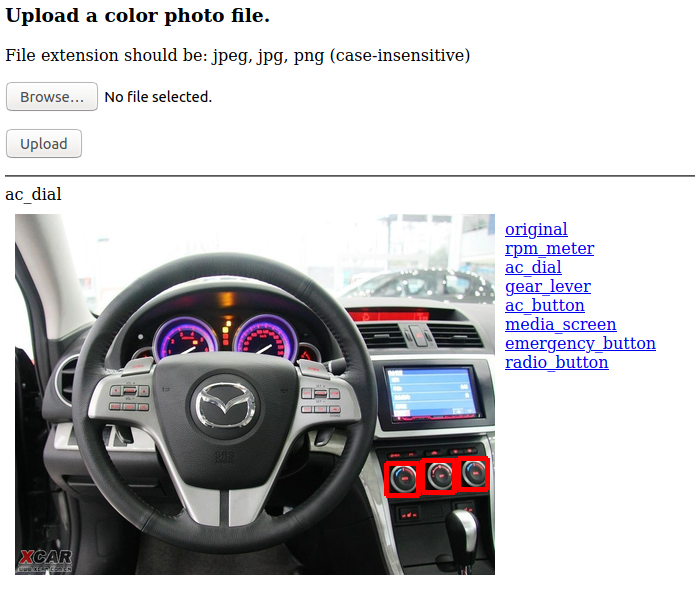 Upload a color photo file.
File extension should be: jpeg, jpg, png (case-insensitive)
Browse... No file selected.
Upload
ac_dial
original
rpm_meter
ac_dial
gear_lever
ac_button
media_screen
emergency_button
radio_button
XCAR